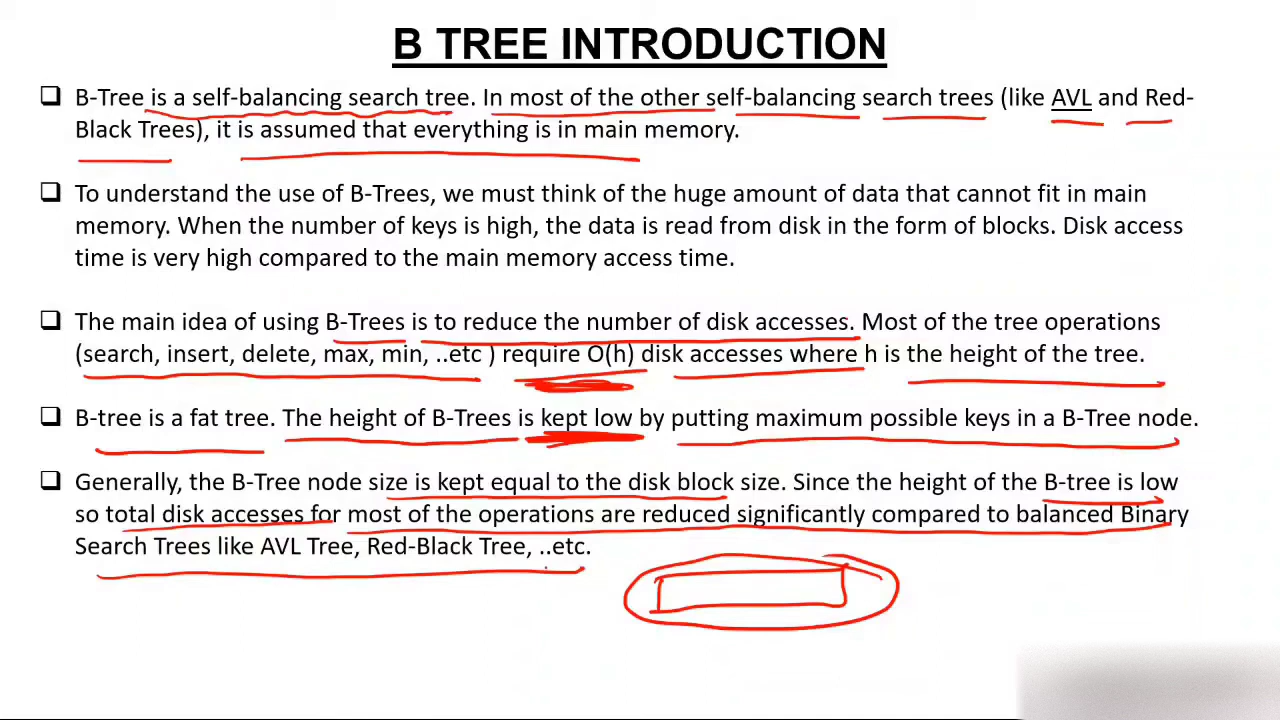 B TREE INTRODUCTION
❑ B-Tree is a self-balancing search tree. In most of the other self-balancing search trees (like AVL and Red-
Black Trees), it is assumed that everything is in main memory.
❑ To understand the use of B-Trees, we must think of the huge amount of data that cannot fit in main
memory. When the number of keys is high, the data is read from disk in the form of blocks. Disk access
time is very high compared to the main memory access time.
❑ The main idea of using B-Trees is to reduce the number of disk accesses. Most of the tree operations
(search, insert, delete, max, min, ..etc ) require O(h) disk accesses where h is the height of the tree.
❑ B-tree is a fat tree. The height of B-Trees is kept low by putting maximum possible keys in a B-Tree node.
❑ Generally, the B-Tree node size is kept equal to the disk block size. Since the height of the B-tree is low
so total disk accesses for most of the operations are reduced significantly compared to balanced Binary
Search Trees like AVL Tree, Red-Black Tree, ..etc.